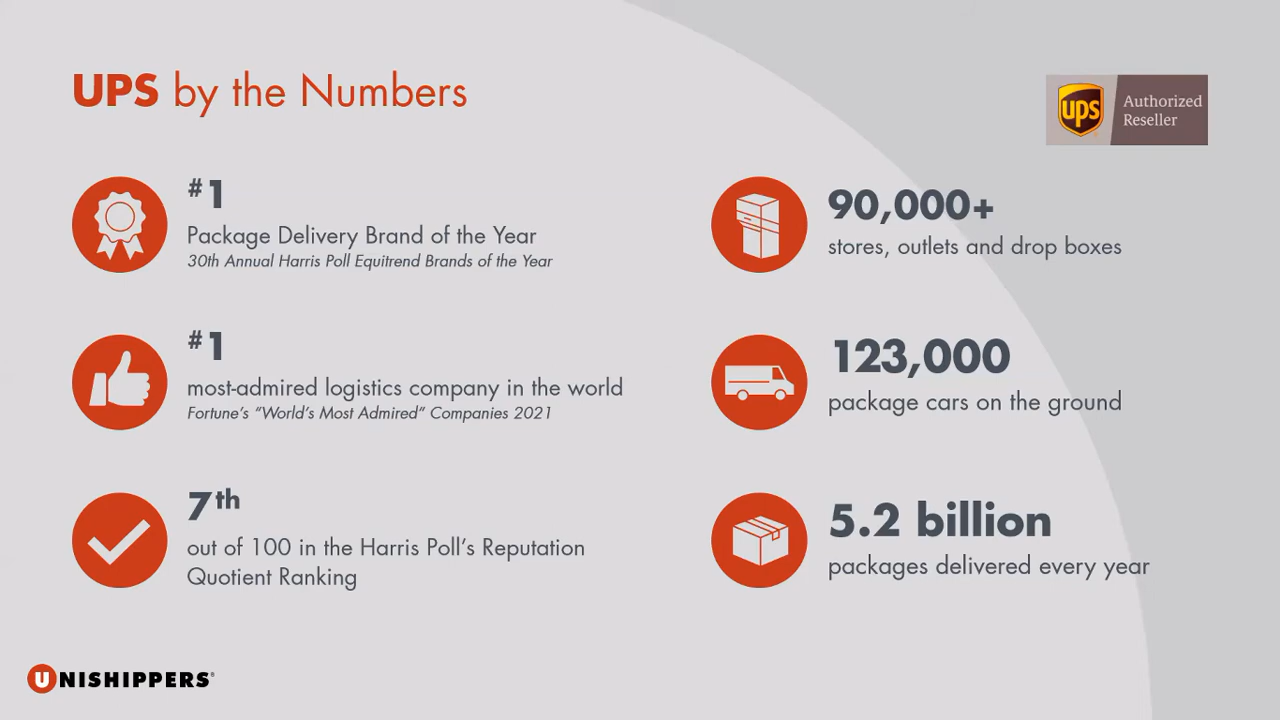 UPS by the Numbers
ups
Authorized
Reseller
#1
Package Delivery Brand of the Year
30th Annual Harris Poll Equitrend Brands of the Year
#1
most-admired logistics company in the world
Fortune's “World's Most Admired” Companies 2021
7th
out of 100 in the Harris Poll's Reputation
Quotient Ranking
90,000+
stores, outlets and drop boxes
123,000
package cars on the ground
5.2 billion
packages delivered every year
UNISHIPPERS®